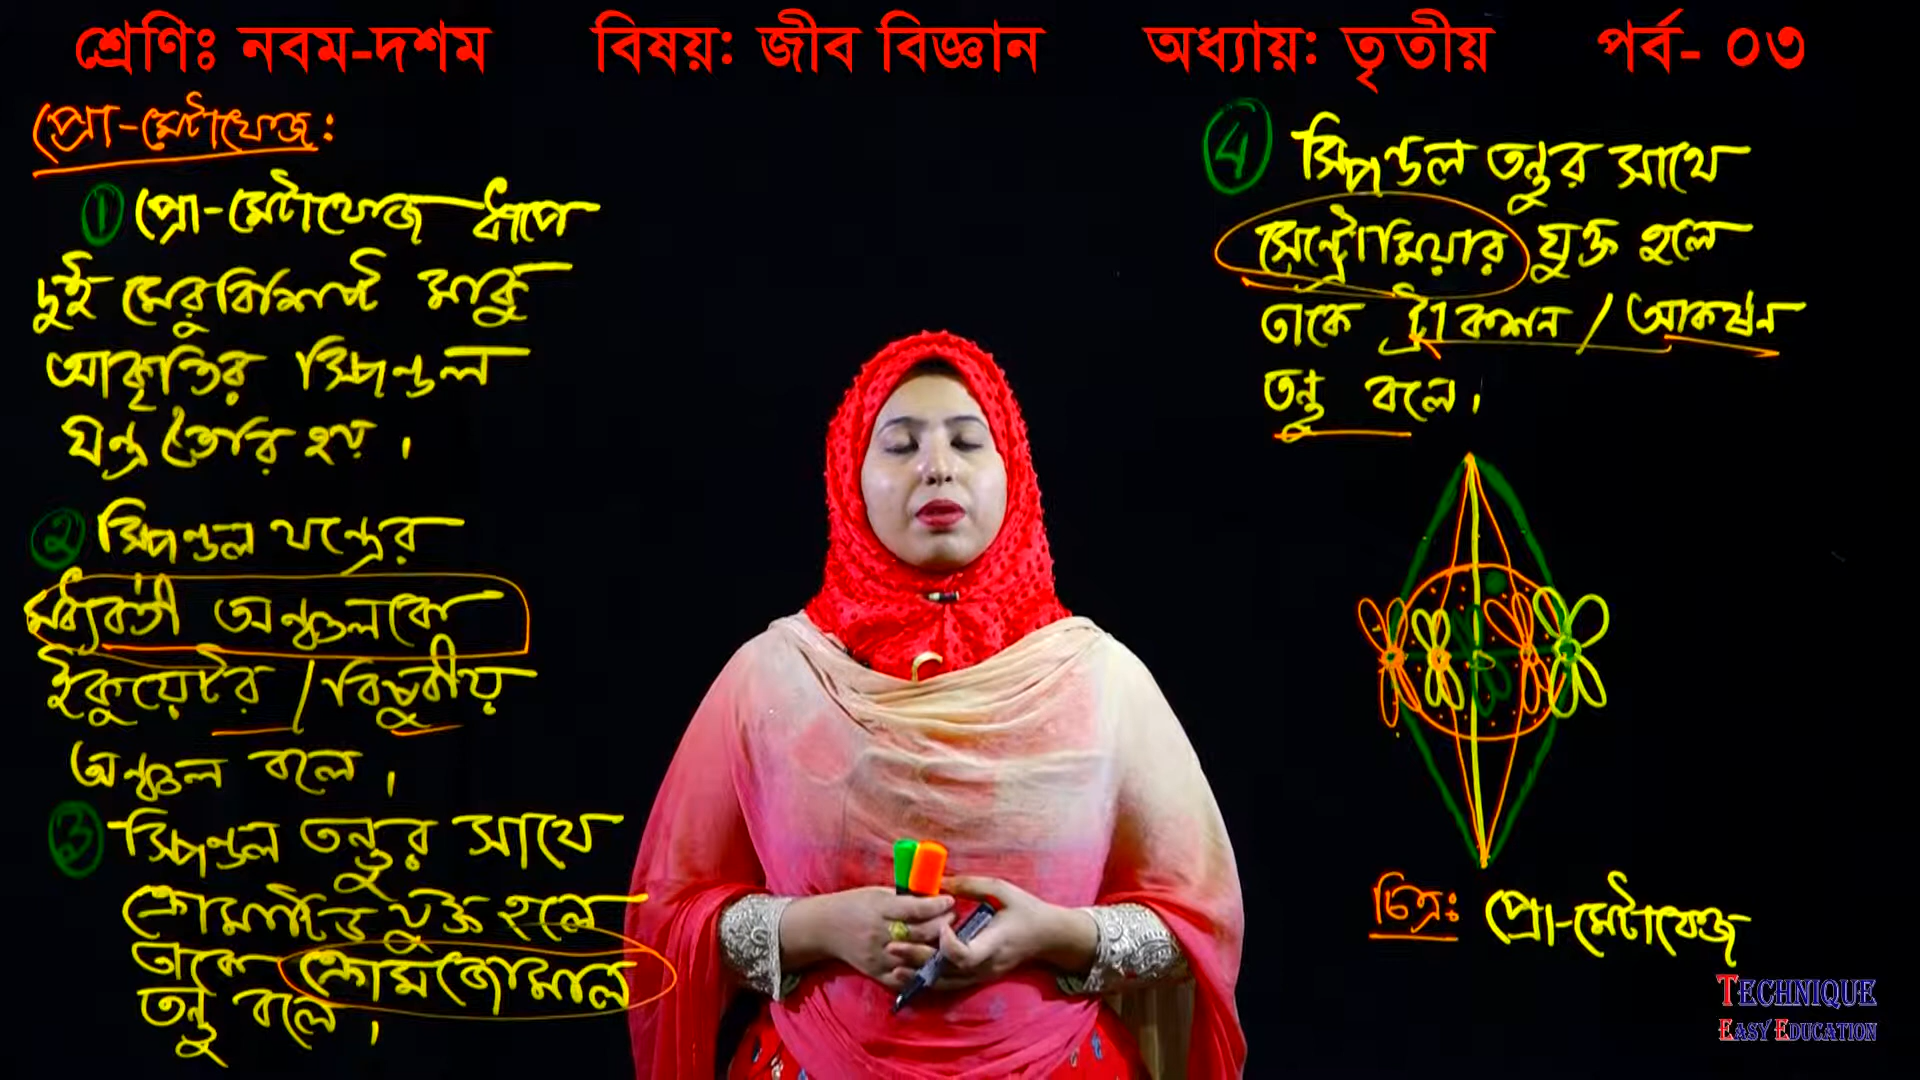 শ্রেণিঃ নবম-দশম বিষয়: জীব বিজ্ঞান অধ্যায়: তৃতীয় পর্ব- ০৩
প্রো-মেটাফেজ:
① প্রো-মেটাফেজ ধাপে
দুই মেরুবিশিষ্ট মাকু
আকৃতির স্পিন্ডল
যন্ত্র তৈরি হয়।
② স্পিন্ডল যন্ত্রের
মধ্যবর্তী অঞ্চলকে
ইকুয়েটর / বিষুবীয়
অঞ্চল বলে।
③ স্পিন্ডল তন্তুর সাথে
ক্রোমাটিড যুক্ত হলে
তাকে ক্রোমজোমাল
তন্তু বলে।
④ স্পিন্ডল তন্তুর সাথে
সেন্ট্রোমিয়ার যুক্ত হলে
তাকে ট্রাকশন / আকর্ষন
তন্তু বলে।
চিত্রঃ প্রো-মেটাফেজ
TECHNIQUE
EASY EDUCATION